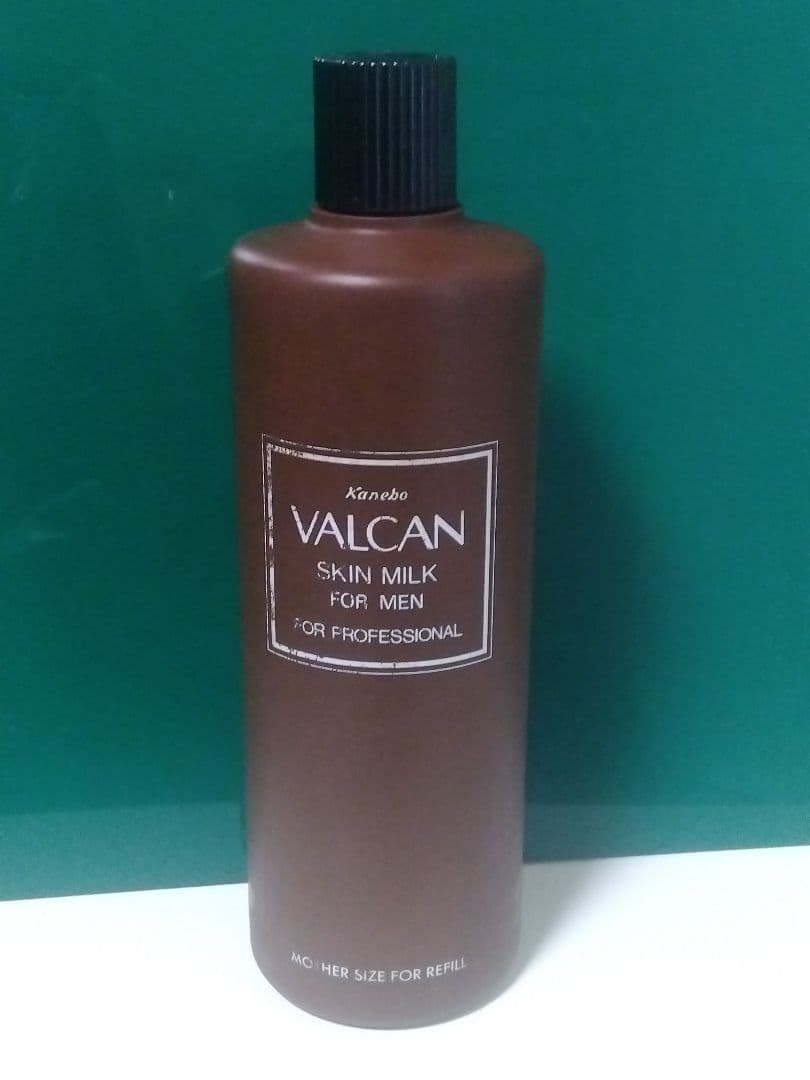 Kanebo
VALCAN
SKIN MILK
FOR MEN
FOR PROFESSIONAL
MOTHER SIZE FOR REFILL